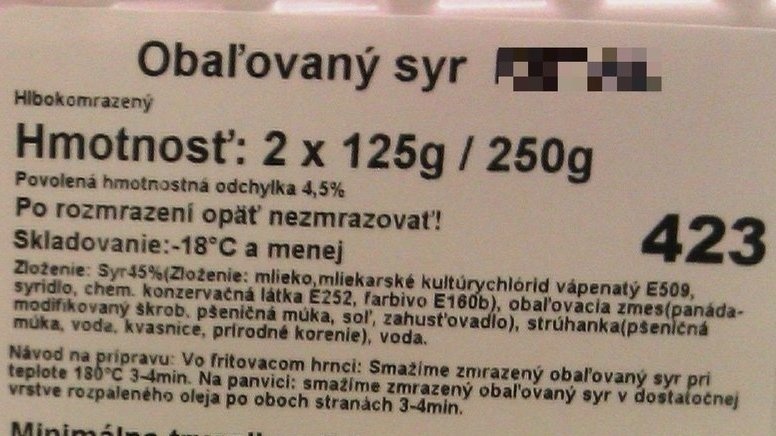 Obaľovaný syr
Hlbokomrazený
Hmotnosť: 2 x 125g / 250g
Povolená hmotnostná odchylka 4,5%
Po rozmrazení opäť nezmrazovať!
423
Skladovanie:-18°C a menej
Zloženie: Syr45%(Zloženie: mlieko,mliekarské kultúrychlórid vápenatý E509,
syridlo, chem. konzervačná látka E252, farbivo E160b), obaľovacia zmes(panáda-
modifikovaný škrob, pšeničná múka, soľ, zahusťovadlo), strúhanka(pšeničná
múka, voda, kvasnice, prírodné korenie), voda.
Návod na prípravu: Vo fritovacom hrnci: Smažíme zmrazený obaľovaný syr pri
teplote 180°C 3-4min. Na panvici: smažíme zmrazený obaľovaný syr v dostatočnej
vrstve rozpaleného oleja po oboch stranách 3-4min.